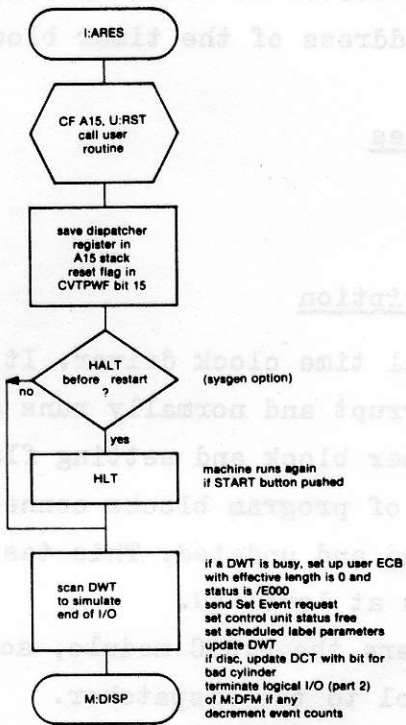 I:ARES
CF A15, U:RST
call user
routine
save dispatcher
register in
A15 stack
reset flag in
CVTPWF bit 15
HALT
before restart
?
(sysgen option)
no
yes
HLT
machine runs again
if START button pushed
scan DWT
to simulate
end of I/O
if a DWT is busy, set up user ECB
with effective length is 0 and
status is /E000
send Set Event request
set control unit status free
set scheduled label parameters
update DWT
if disc, update DCT with bit for
bad cylinder
terminate logical I/O (part 2)
of M:DFM if any
decrement event counts
M:DISP